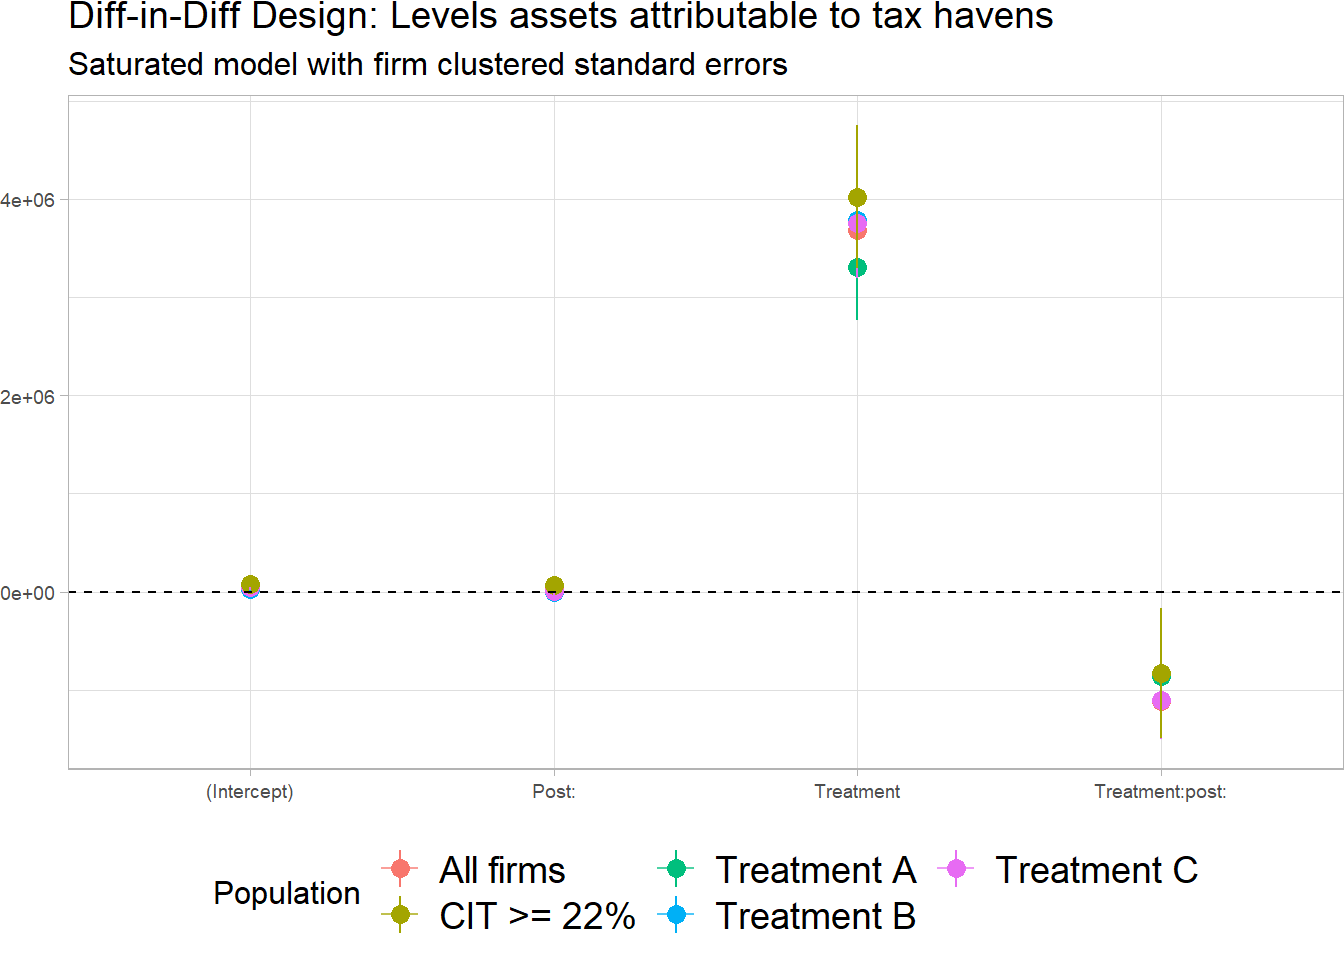 Diff-in-Diff Design: Levels assets attributable to tax havens
Saturated model with firm clustered standard errors
4e+06
2e+06
0e+00
(Intercept) Post: Treatment Treatment:post:
Population
All firms Treatment A Treatment C
CIT >= 22% Treatment B